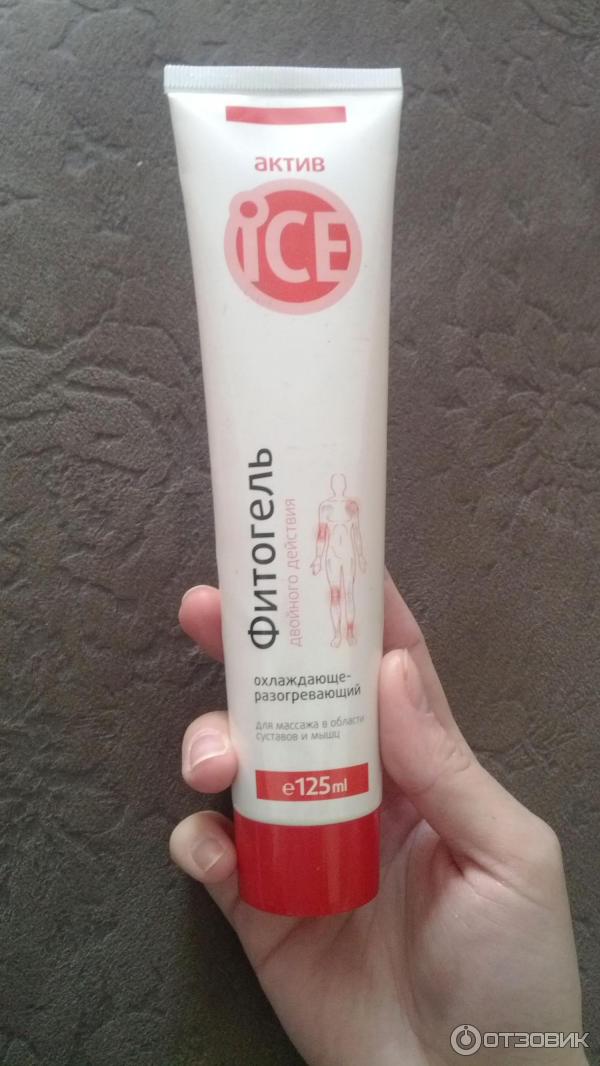 актив
iCE
Фитогель
двойного действия
охлаждающе-
разогревающий
для массажа в области
суставов и мышц
e125ml
ОТЗОВИК